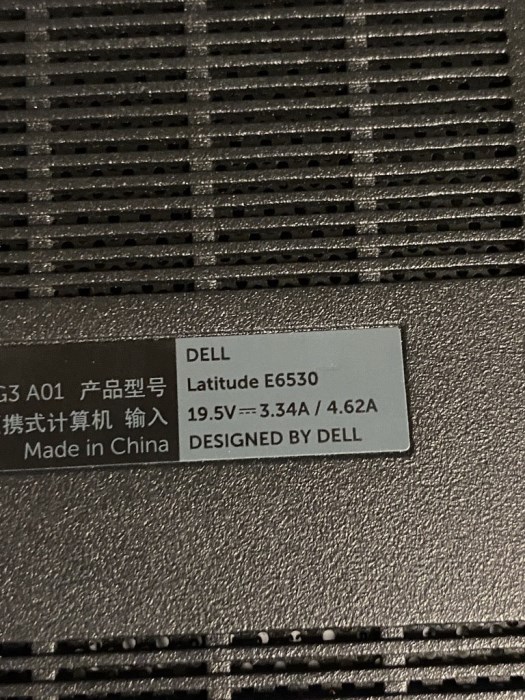 G3 A01 产品型号
携式计算机 输入
Made in China
DELL
Latitude E6530
19.5V⎓3.34A / 4.62A
DESIGNED BY DELL